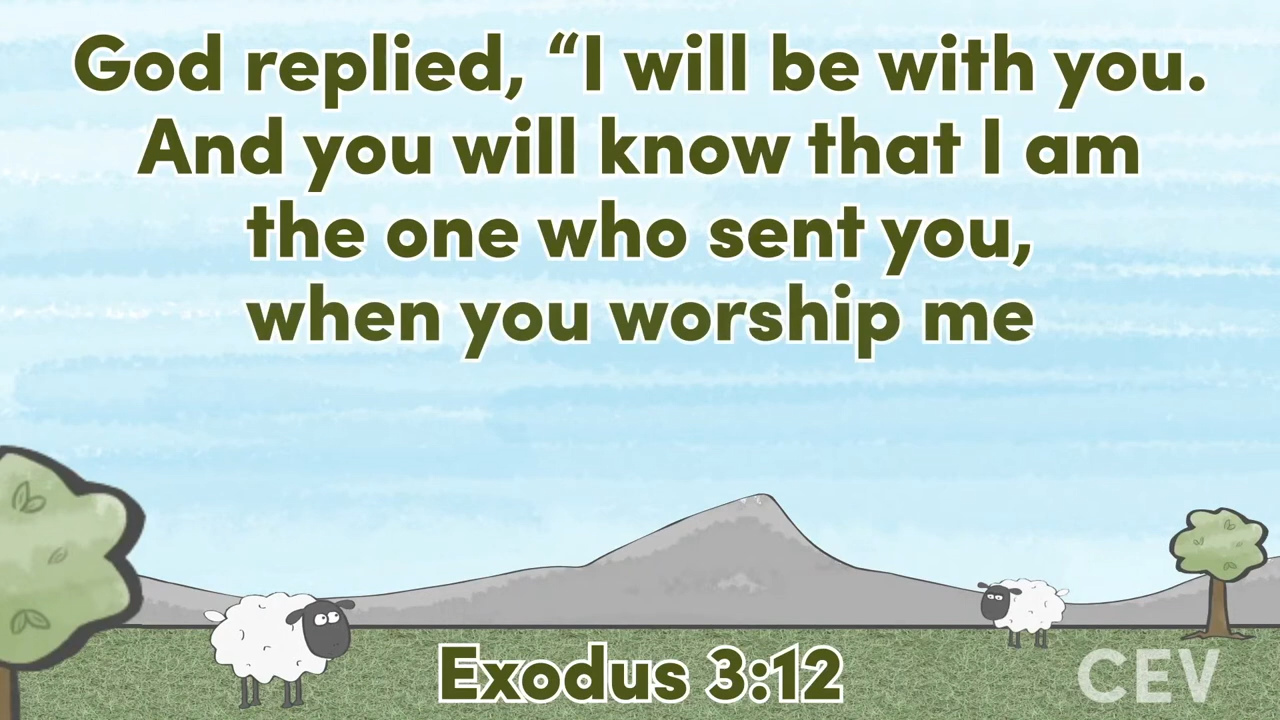 God replied, “I will be with you.
And you will know that I am
the one who sent you,
when you worship me
Exodus 3:12
CEV